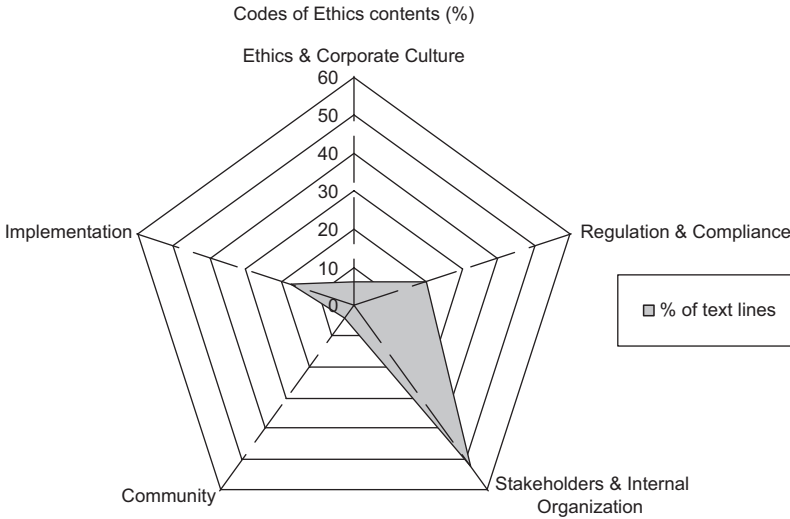 Codes of Ethics contents (%)
Ethics & Corporate Culture
60
50
40
30
20
10
0
Implementation
Regulation & Compliance
% of text lines
Community
Stakeholders & Internal
Organization